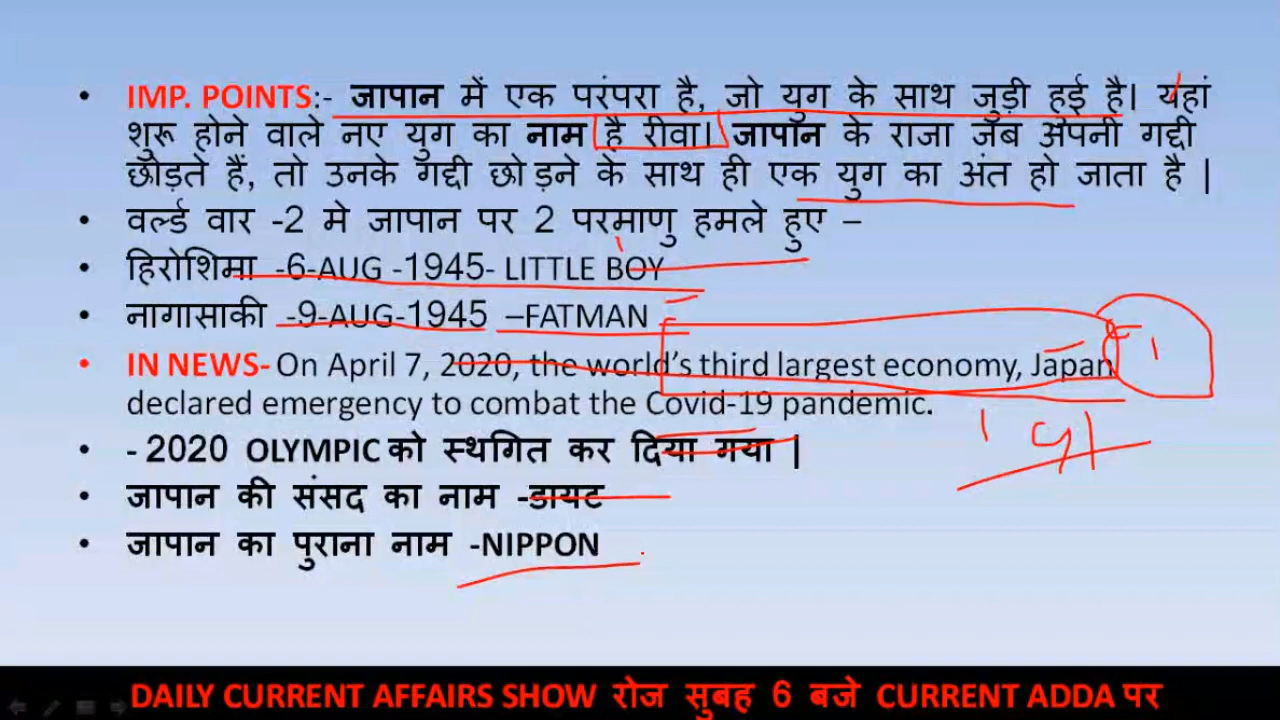 • IMP. POINTS:- जापान में एक परंपरा है, जो युग के साथ जुड़ी हुई है। यहां
शुरू होने वाले नए युग का नाम है रीवा। जापान के राजा जब अपनी गद्दी
छोड़ते हैं, तो उनके गद्दी छोड़ने के साथ ही एक युग का अंत हो जाता है |
• वर्ल्ड वार -2 मे जापान पर 2 परमाणु हमले हुए –
• हिरोशिमा -6-AUG -1945- LITTLE BOY
• नागासाकी -9-AUG-1945 –FATMAN
• IN NEWS- On April 7, 2020, the world's third largest economy, Japan
declared emergency to combat the Covid-19 pandemic.
• - 2020 OLYMPIC को स्थगित कर दिया गया |
• जापान की संसद का नाम -डायट
• जापान का पुराना नाम -NIPPON
DAILY CURRENT AFFAIRS SHOW रोज सुबह 6 बजे CURRENT ADDA पर